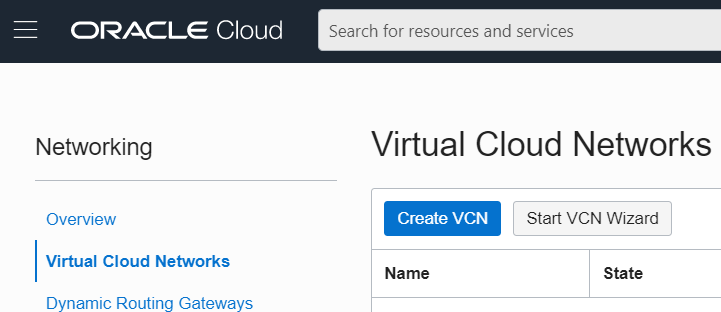 ORACLE Cloud
Search for resources and services
Networking
Virtual Cloud Networks
Overview
Create VCN
Start VCN Wizard
Virtual Cloud Networks
Name
State
Dynamic Routing Gateways